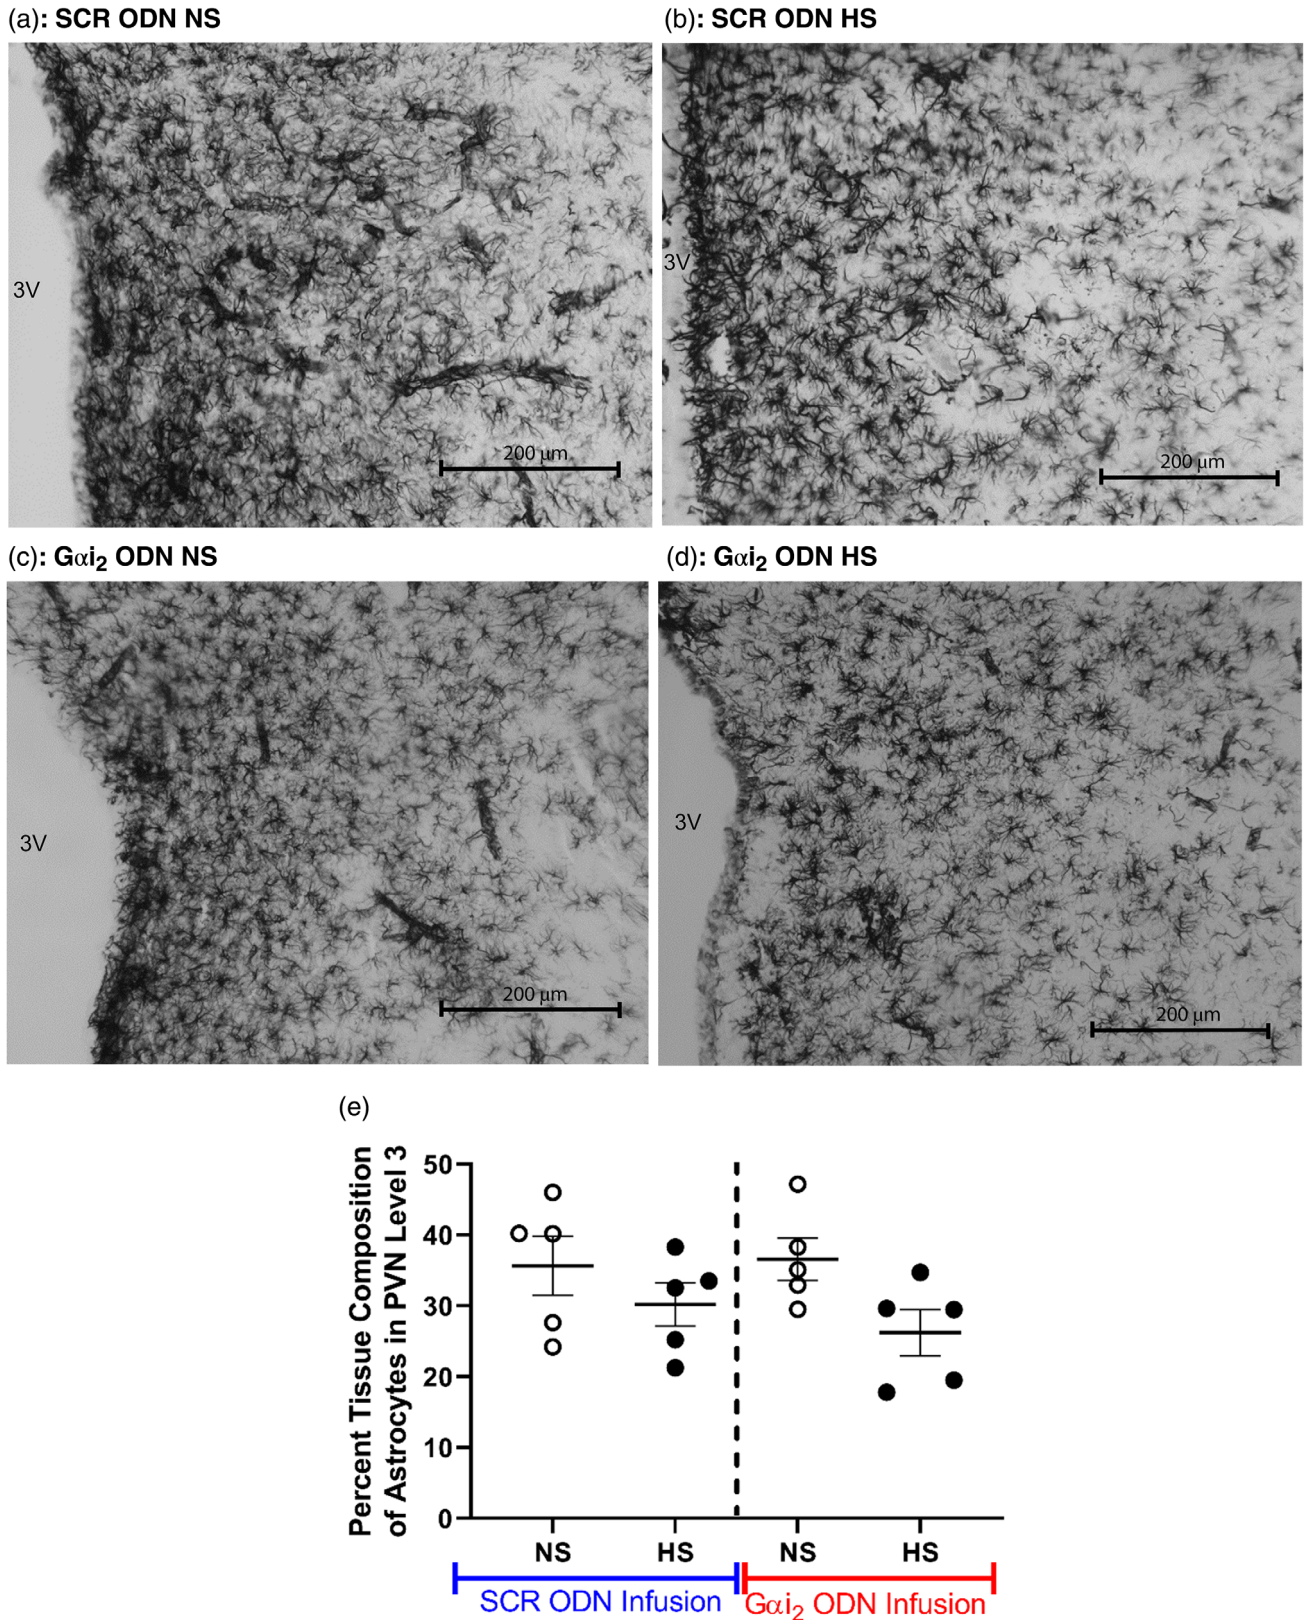 (a): SCR ODN NS
(b): SCR ODN HS
3V
200 µm
3V
200 µm
(c): Gαi2 ODN NS
(d): Gαi2 ODN HS
3V
200 µm
3V
200 µm
(e)
Percent Tissue Composition
of Astrocytes in PVN Level 3
50
40
30
20
10
0
NS
HS
NS
HS
SCR ODN Infusion
Gαi2 ODN Infusion